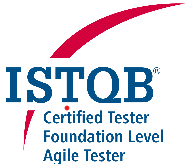 ISTQB®
Certified Tester
Foundation Level
Agile Tester